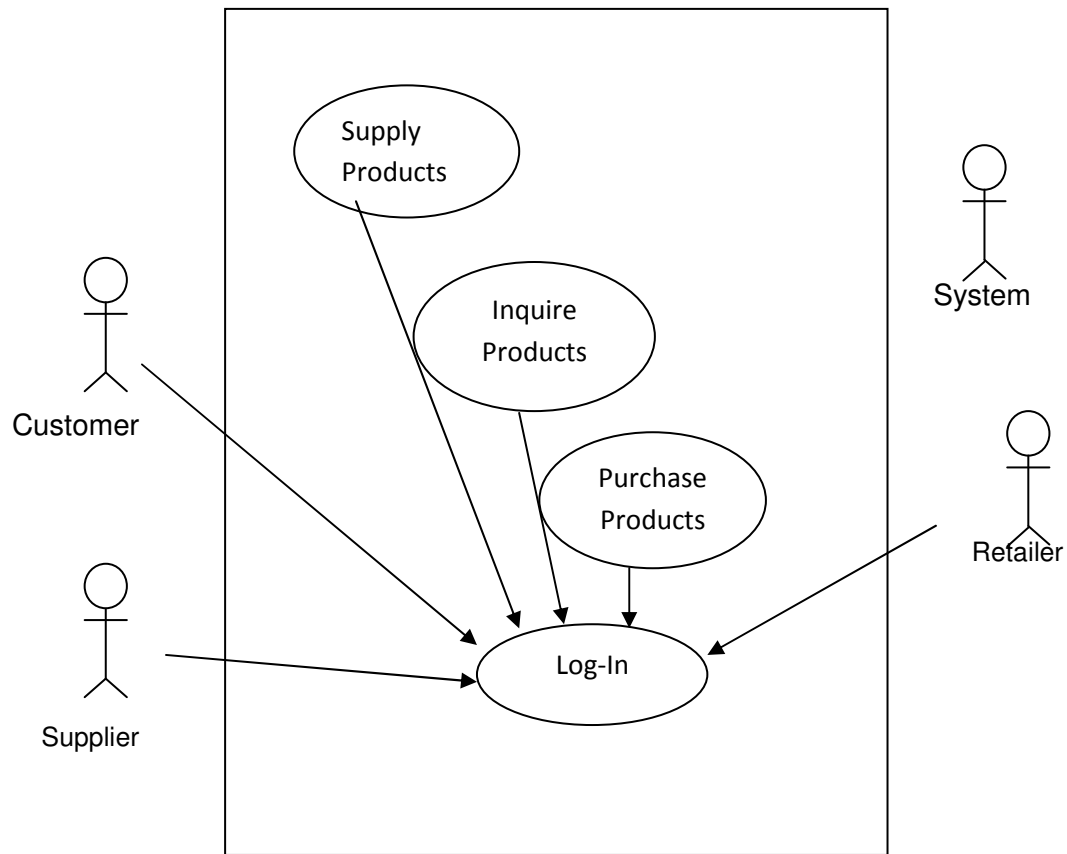 Supply
Products
System
Inquire
Products
Customer
Purchase
Products
Retailer
Log-In
Supplier